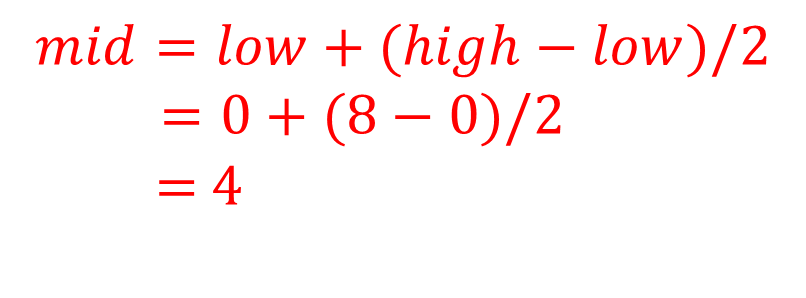 mid = low + (high − low)/2
= 0 + (8 − 0)/2
= 4